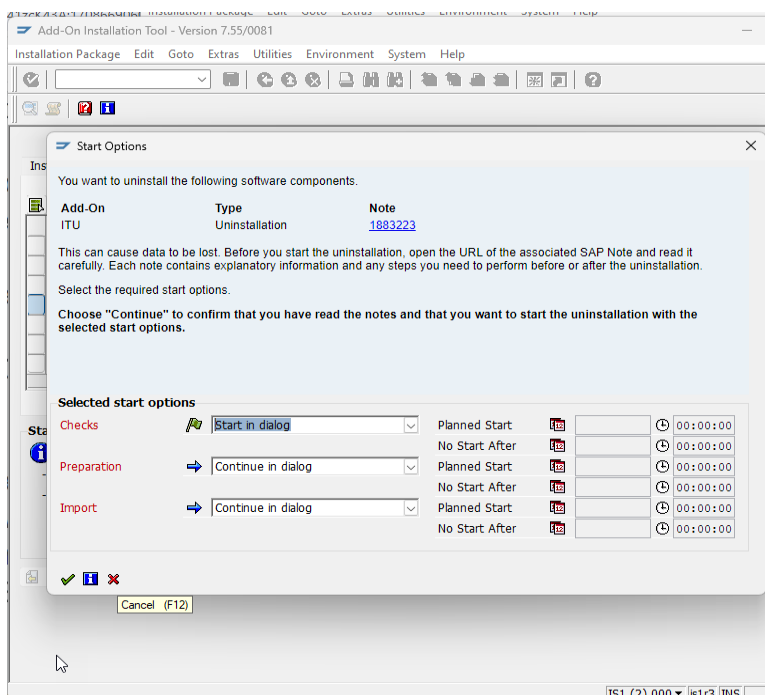 Add-On Installation Tool - Version 7.55/0081
Installation Package Edit Goto Extras Utilities Environment System Help
Start Options
Ins
You want to uninstall the following software components.
Add-On Type Note
ITU Uninstallation 1883223
This can cause data to be lost. Before you start the uninstallation, open the URL of the associated SAP Note and read it
carefully. Each note contains explanatory information and any steps you need to perform before or after the uninstallation.
Select the required start options.
Choose "Continue" to confirm that you have read the notes and that you want to start the uninstallation with the
selected start options.
Selected start options
Sta
Checks Start in dialog Planned Start 00:00:00
No Start After 00:00:00
Preparation Continue in dialog Planned Start 00:00:00
No Start After 00:00:00
Import Continue in dialog Planned Start 00:00:00
No Start After 00:00:00
Cancel (F12)
IS1 (2) 000 is1r3 INS